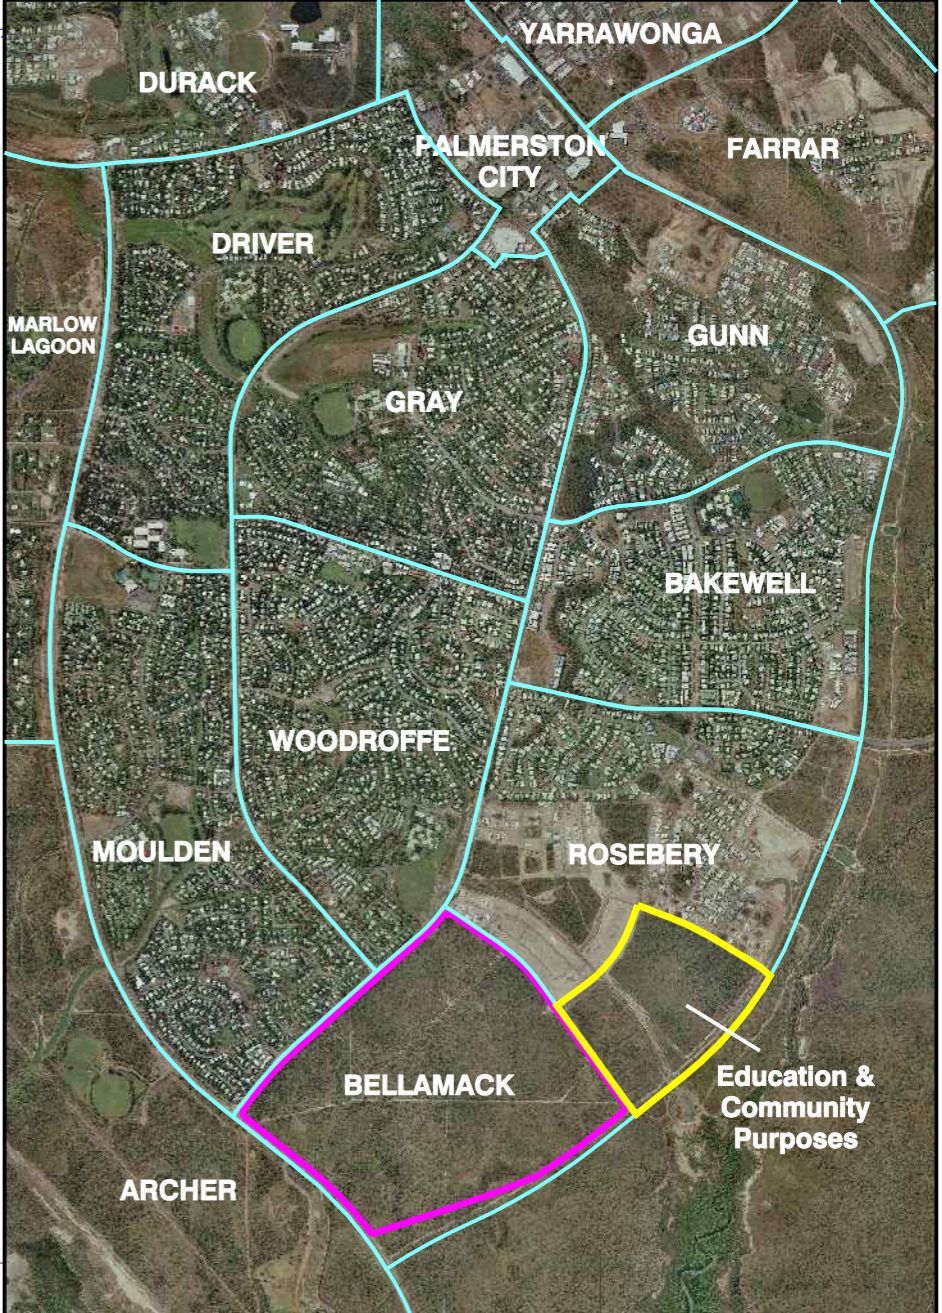 YARRAWONGA
DURACK
PALMERSTON
CITY
FARRAR
DRIVER
MARLOW
LAGOON
GUNN
GRAY
BAKEWELL
WOODROFFE
MOULDEN
ROSEBERY
BELLAMACK
Education &
Community
Purposes
ARCHER